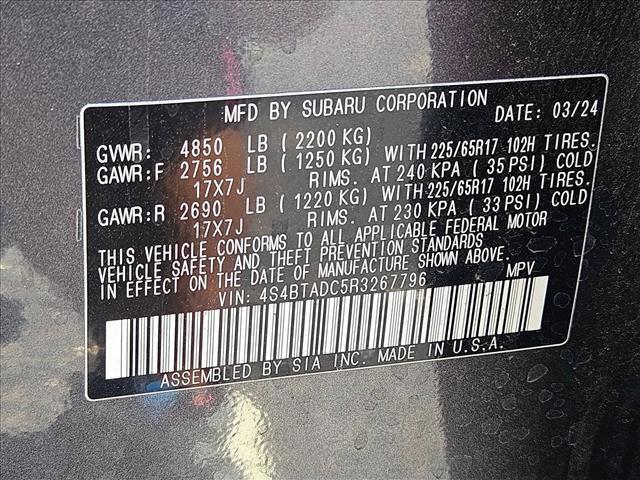 MFD BY SUBARU CORPORATION DATE: 03/24
GVWR: 4850 LB (2200 KG)
GAWR:F 2756 LB (1250 KG) WITH 225/65R17 102H TIRES.
17X7J RIMS. AT 240 KPA (35 PSI) COLD
GAWR:R 2690 LB (1220 KG) WITH 225/65R17 102H TIRES.
17X7J RIMS. AT 230 KPA (33 PSI) COLD
THIS VEHICLE CONFORMS TO ALL APPLICABLE FEDERAL MOTOR
VEHICLE SAFETY AND THEFT PREVENTION STANDARDS
IN EFFECT ON THE DATE OF MANUFACTURE SHOWN ABOVE.
VIN: 4S4BTADC5R3267796 MPV
ASSEMBLED BY SIA INC. MADE IN U.S.A.